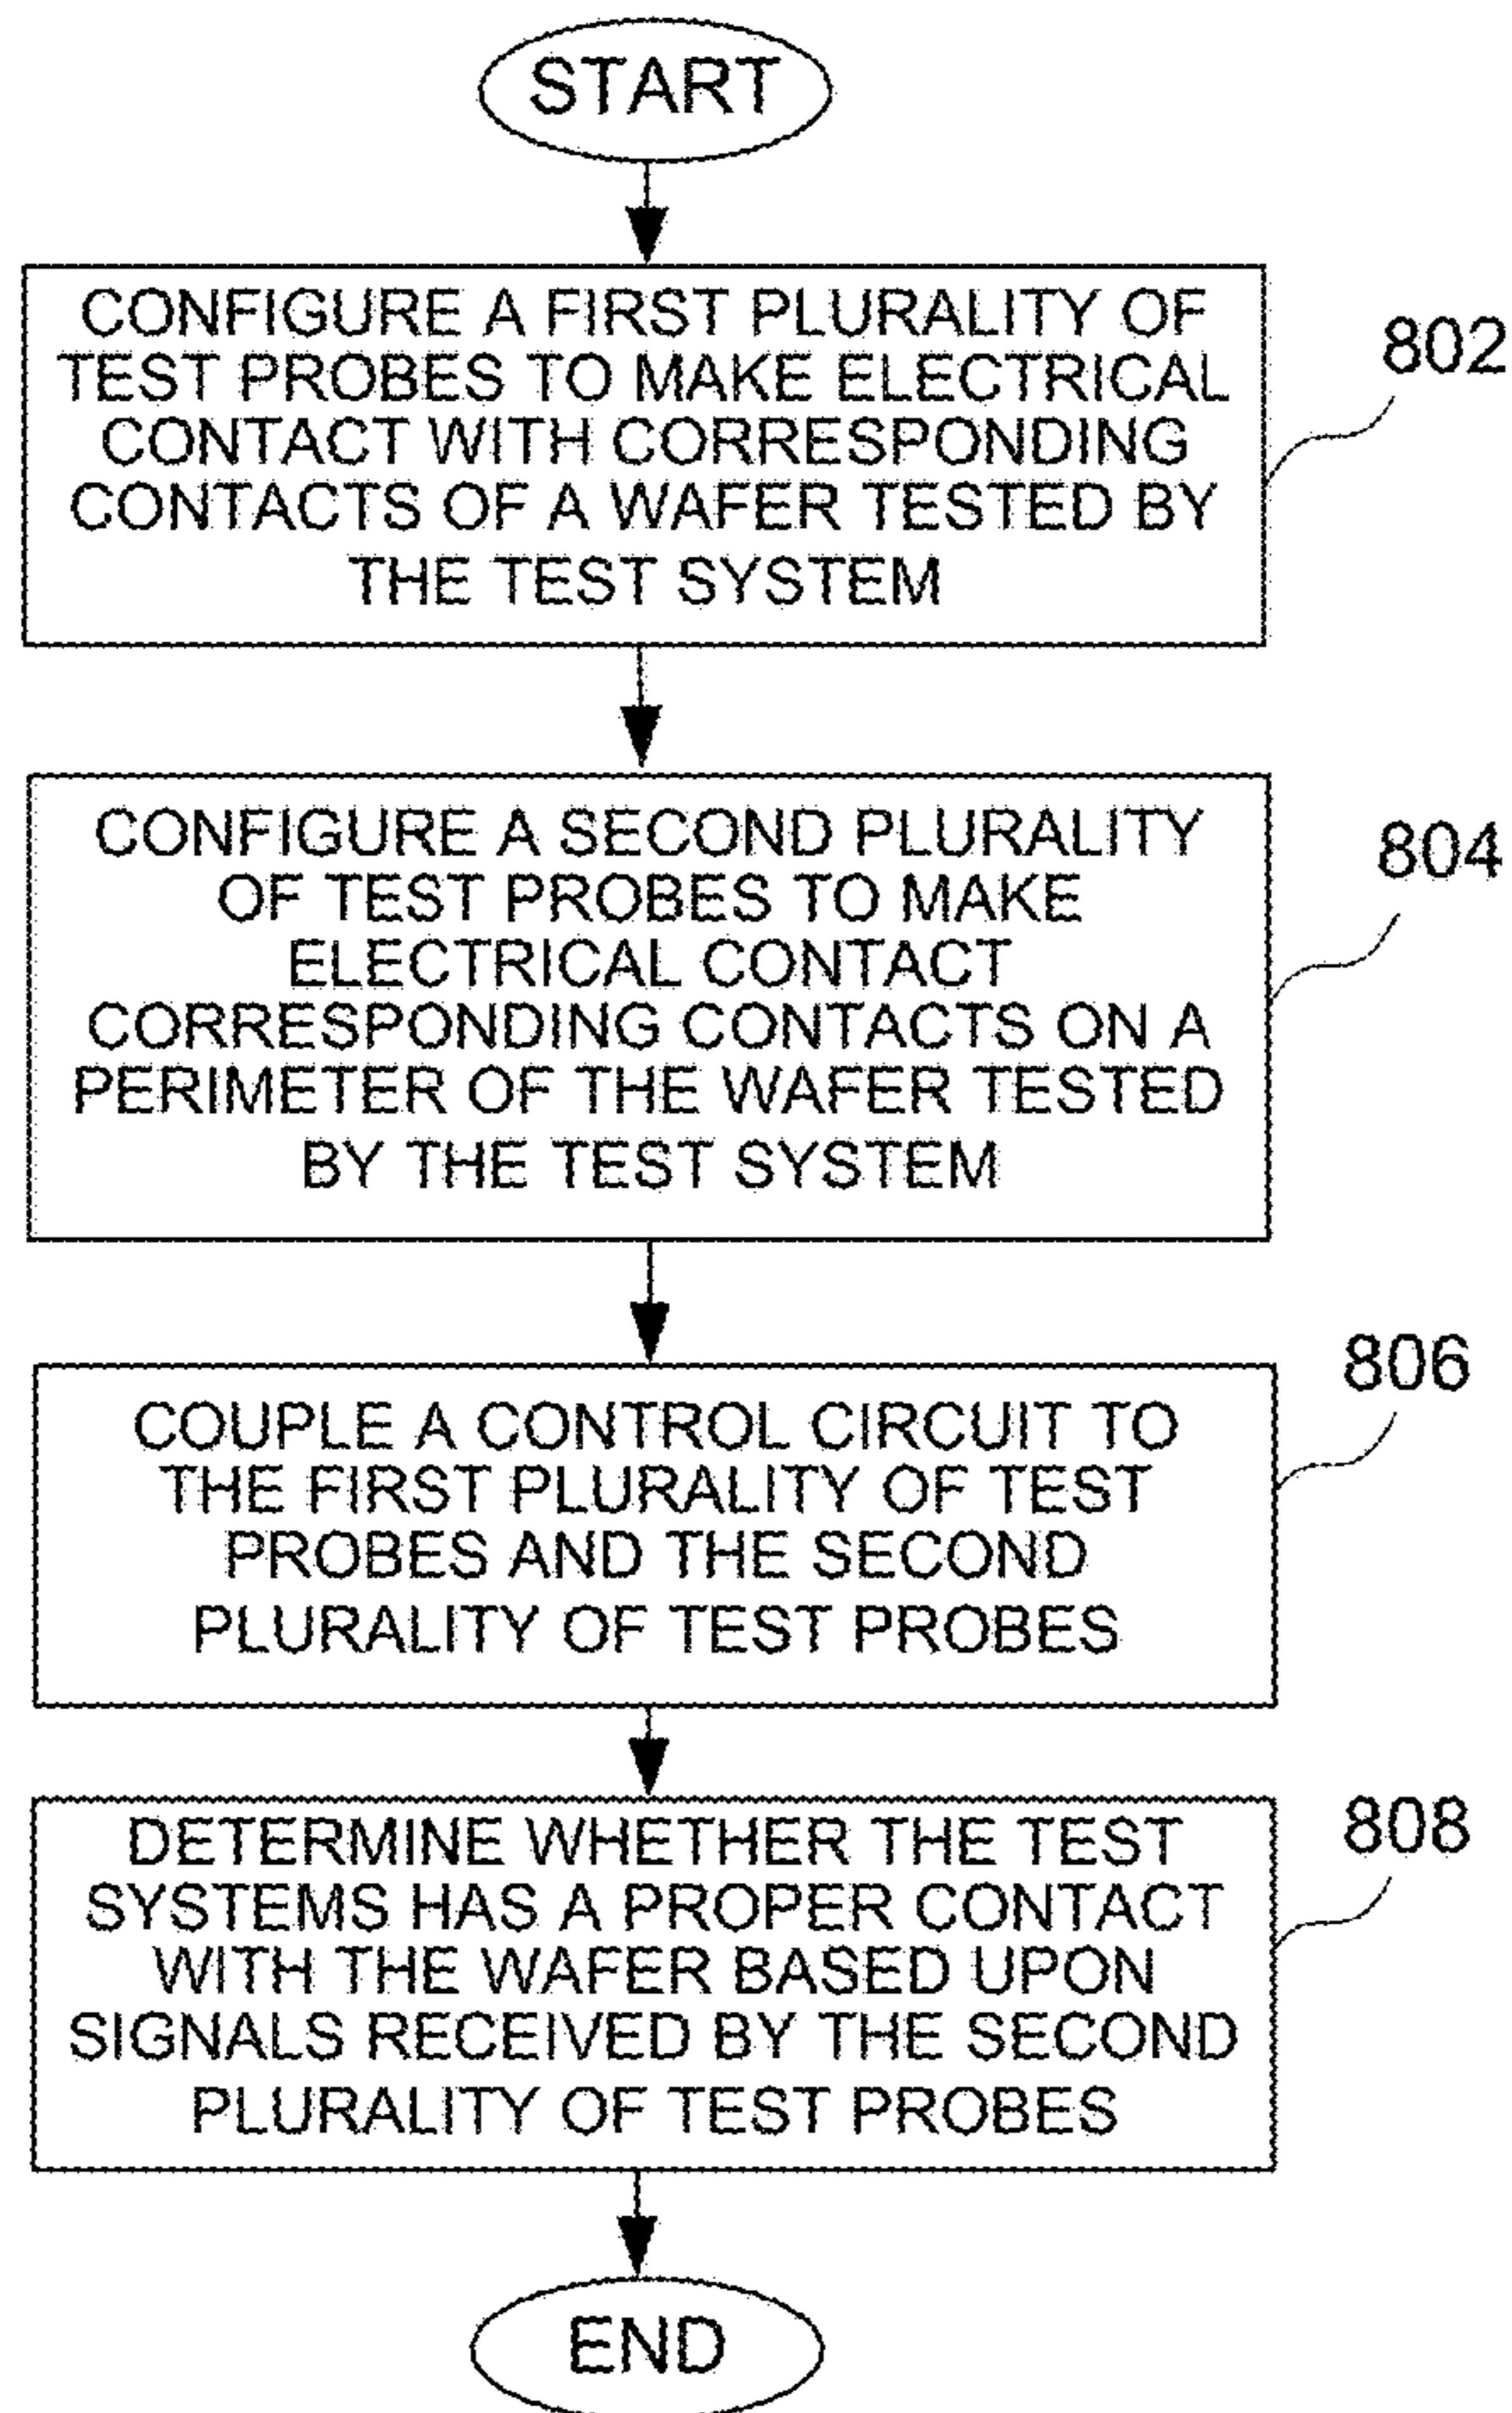 START
CONFIGURE A FIRST PLURALITY OF
TEST PROBES TO MAKE ELECTRICAL
CONTACT WITH CORRESPONDING
CONTACTS OF A WAFER TESTED BY
THE TEST SYSTEM
802
CONFIGURE A SECOND PLURALITY
OF TEST PROBES TO MAKE
ELECTRICAL CONTACT
CORRESPONDING CONTACTS ON A
PERIMETER OF THE WAFER TESTED
BY THE TEST SYSTEM
804
COUPLE A CONTROL CIRCUIT TO
THE FIRST PLURALITY OF TEST
PROBES AND THE SECOND
PLURALITY OF TEST PROBES
806
DETERMINE WHETHER THE TEST
SYSTEMS HAS A PROPER CONTACT
WITH THE WAFER BASED UPON
SIGNALS RECEIVED BY THE SECOND
PLURALITY OF TEST PROBES
808
END